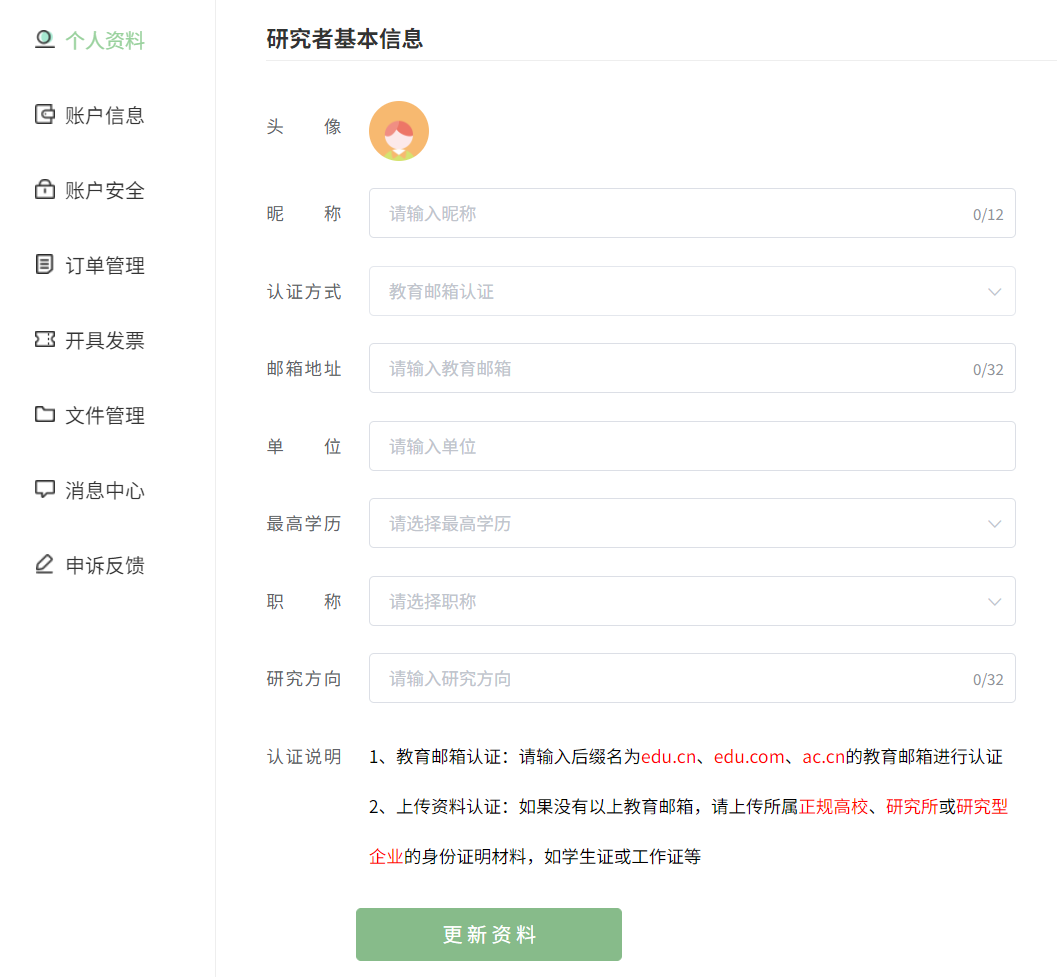 个人资料
账户信息
账户安全
订单管理
开具发票
文件管理
消息中心
申诉反馈
研究者基本信息
头 像
昵 称 请输入昵称 0/12
认证方式 教育邮箱认证
邮箱地址 请输入教育邮箱 0/32
单 位 请输入单位
最高学历 请选择最高学历
职 称 请选择职称
研究方向 请输入研究方向 0/32
认证说明 1、教育邮箱认证：请输入后缀名为edu.cn、edu.com、ac.cn的教育邮箱进行认证
2、上传资料认证：如果没有以上教育邮箱，请上传所属正规高校、研究所或研究型
企业的身份证明材料，如学生证或工作证等
更新资料